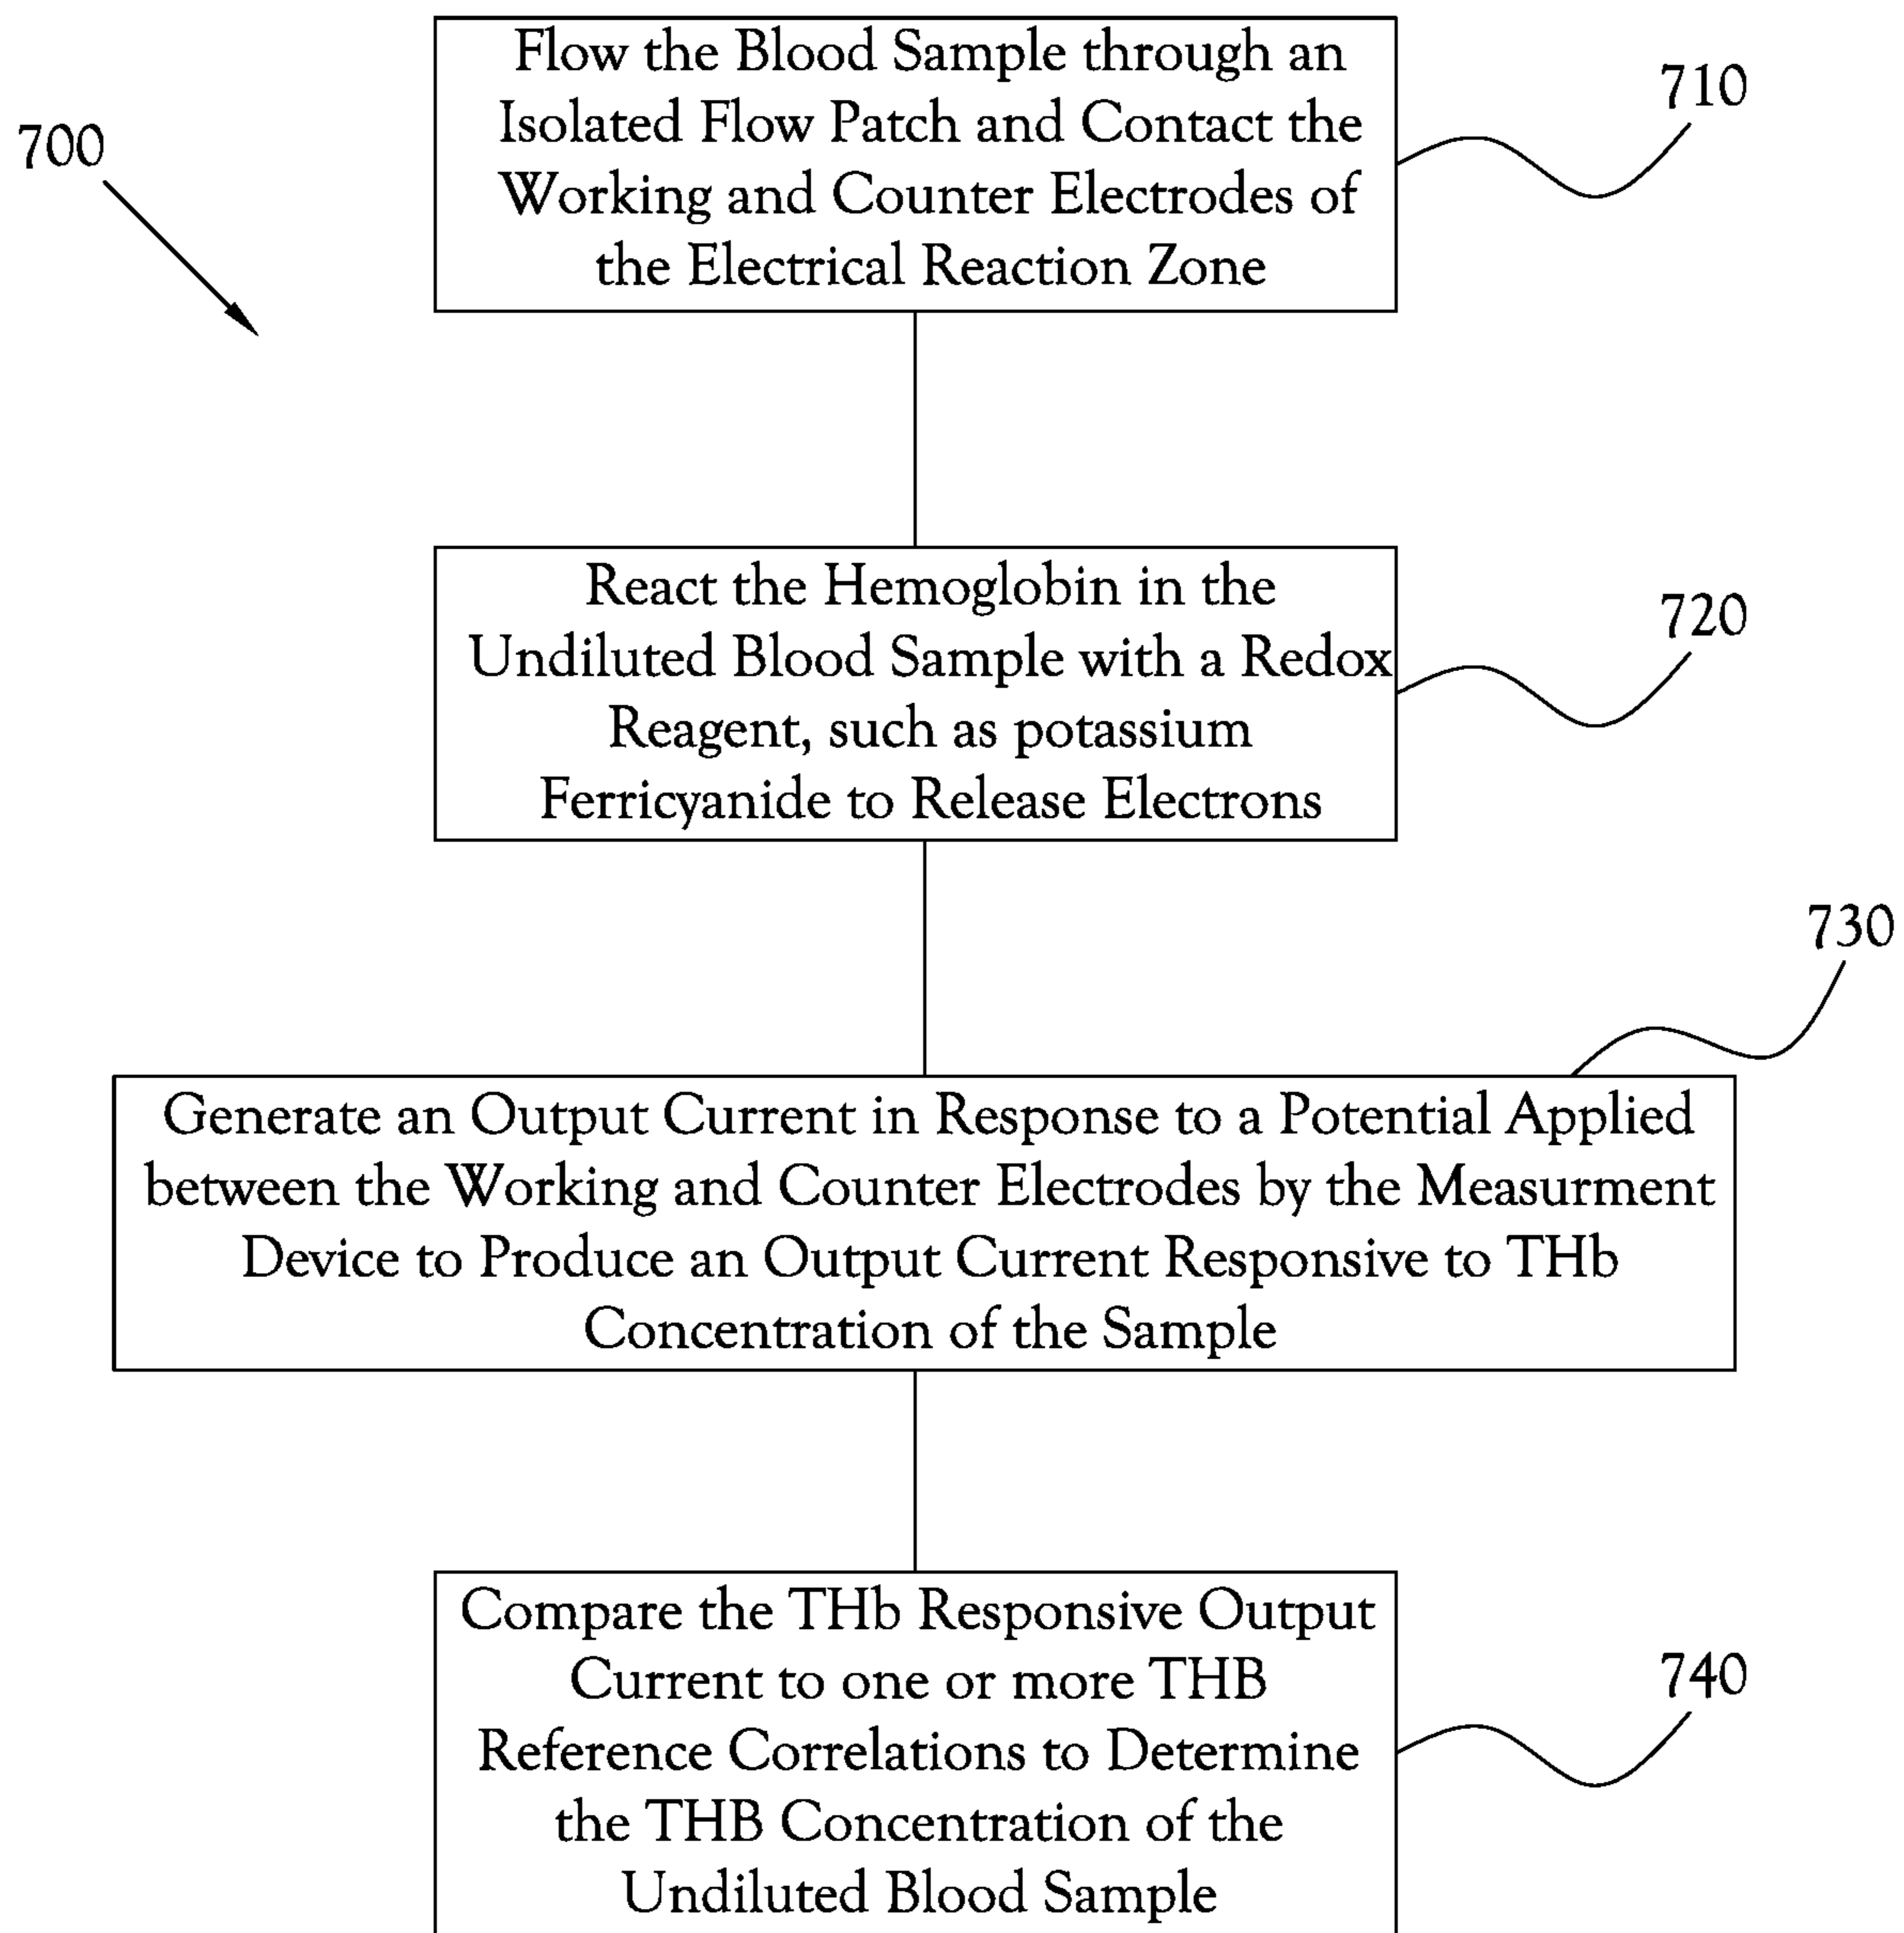 700
Flow the Blood Sample through an
Isolated Flow Patch and Contact the
Working and Counter Electrodes of
the Electrical Reaction Zone
710
React the Hemoglobin in the
Undiluted Blood Sample with a Redox
Reagent, such as potassium
Ferricyanide to Release Electrons
720
730
Generate an Output Current in Response to a Potential Applied
between the Working and Counter Electrodes by the Measurment
Device to Produce an Output Current Responsive to THb
Concentration of the Sample
Compare the THb Responsive Output
Current to one or more THB
Reference Correlations to Determine
the THB Concentration of the
Undiluted Blood Sample
740